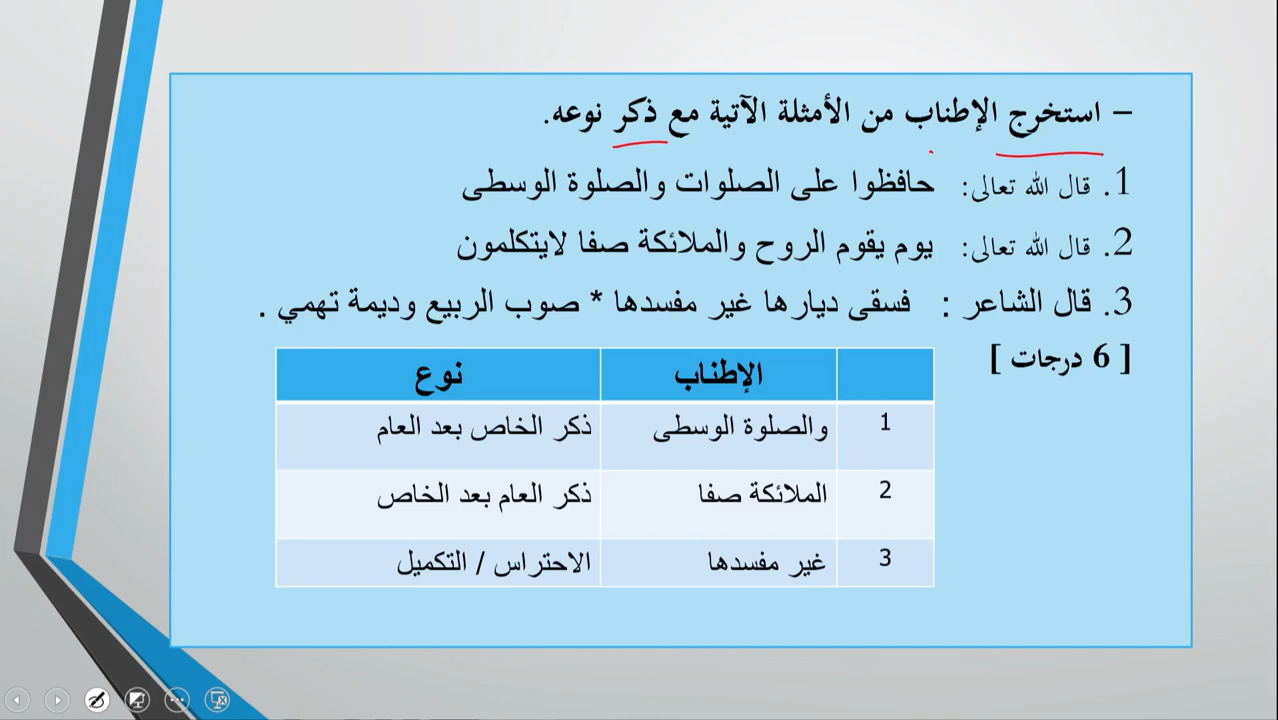 – استخرج الإطناب من الأمثلة الآتية مع ذكر نوعه.
1. قال الله تعالى: حافظوا على الصلوات والصلوة الوسطى
2. قال الله تعالى: يوم يقوم الروح والملائكة صفا لايتكلمون
3. قال الشاعر : فسقى ديارها غير مفسدها * صوب الربيع وديمة تهمي .
[ 6 درجات ]
الإطناب نوع
1 والصلوة الوسطى ذكر الخاص بعد العام
2 الملائكة صفا ذكر العام بعد الخاص
3 غير مفسدها الاحتراس / التكميل